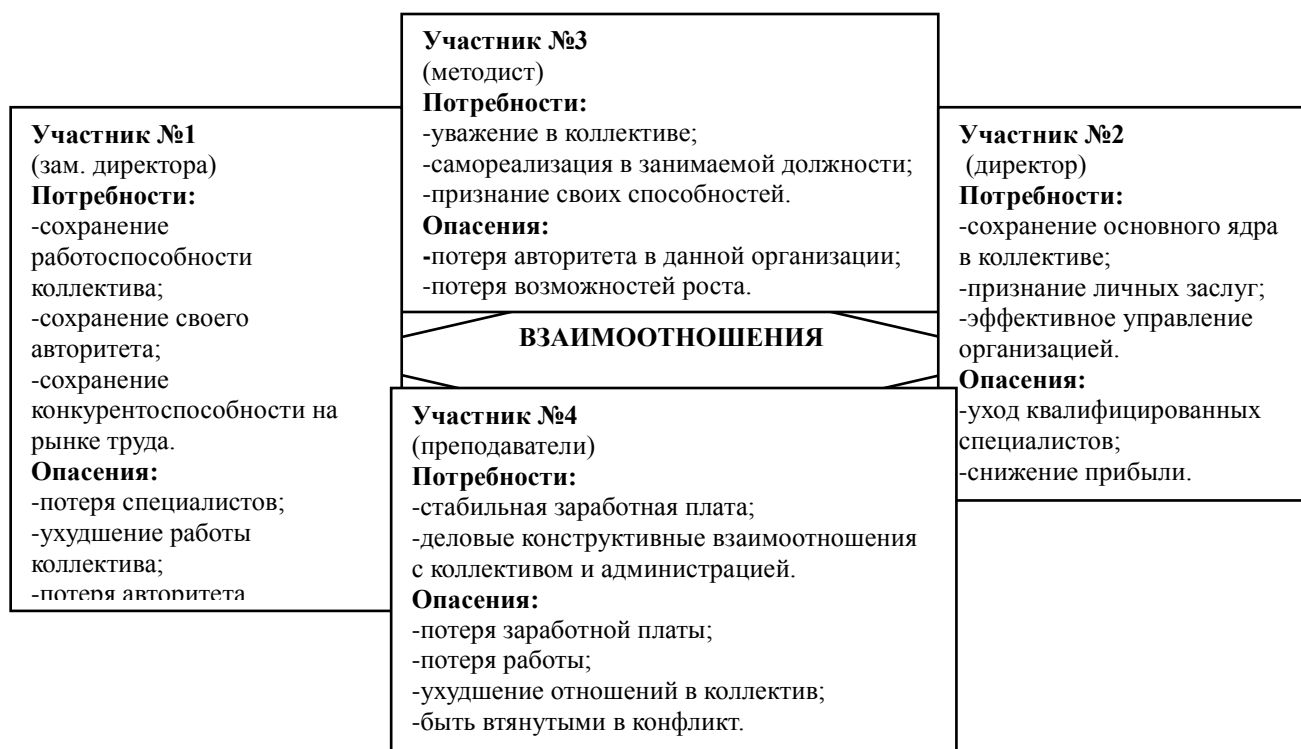 Участник №3
(методист)
Потребности:
-уважение в коллективе;
-самореализация в занимаемой должности;
-признание своих способностей.
Опасения:
-потеря авторитета в данной организации;
-потеря возможностей роста.
Участник №1
(зам. директора)
Потребности:
-сохранение
работоспособности
коллектива;
-сохранение своего
авторитета;
-сохранение
конкурентоспособности на
рынке труда.
Опасения:
-потеря специалистов;
-ухудшение работы
коллектива;
-потеря авторитета
ВЗАИМООТНОШЕНИЯ
Участник №2
(директор)
Потребности:
-сохранение основного ядра
в коллективе;
-признание личных заслуг;
-эффективное управление
организацией.
Опасения:
-уход квалифицированных
специалистов;
-снижение прибыли.
Участник №4
(преподаватели)
Потребности:
-стабильная заработная плата;
-деловые конструктивные взаимоотношения
с коллективом и администрацией.
Опасения:
-потеря заработной платы;
-потеря работы;
-ухудшение отношений в коллектив;
-быть втянутыми в конфликт.